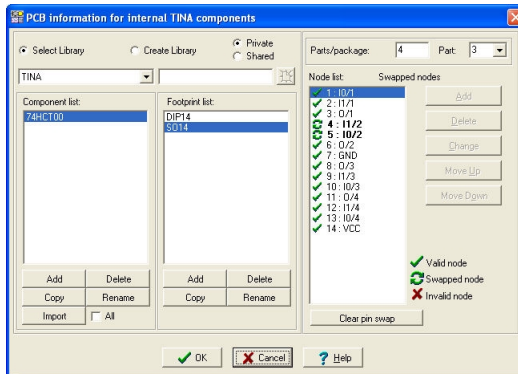 PCB information for internal TINA components
Select Library
Create Library
Private
Shared
TINA
Component list:
74HCT00
Footprint list:
DIP14
SO14
Add
Delete
Copy
Rename
Import
All
Add
Delete
Copy
Rename
Parts/package:
4
Part:
3
Node list:
Swapped nodes
1 : I0/1
2 : I1/1
3 : O/1
4 : I1/2
5 : I0/2
6 : O/2
7 : GND
8 : O/3
9 : I1/3
10 : I0/3
11 : O/4
12 : I1/4
13 : I0/4
14 : VCC
Add
Delete
Change
Move Up
Move Down
Valid node
Swapped node
Invalid node
Clear pin swap
OK
Cancel
Help